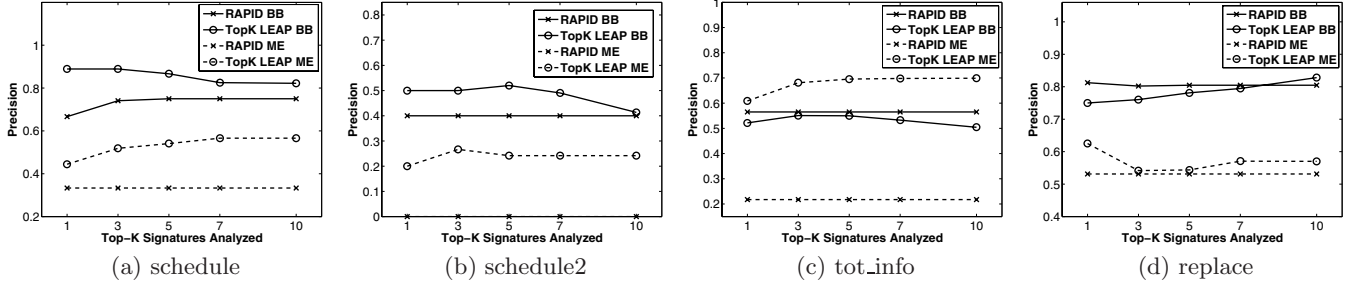 Precision
1
0.8
0.6
0.4
0.2
1 3 5 7 10
Top-K Signatures Analyzed
RAPID BB
TopK LEAP BB
RAPID ME
TopK LEAP ME
(a) schedule
Precision
0.8
0.7
0.6
0.5
0.4
0.3
0.2
0.1
0
1 3 5 7 10
Top-K Signatures Analyzed
RAPID BB
TopK LEAP BB
RAPID ME
TopK LEAP ME
(b) schedule2
Precision
1
0.9
0.8
0.7
0.6
0.5
0.4
0.3
0.2
1 3 5 7 10
Top-K Signatures Analyzed
RAPID BB
TopK LEAP BB
RAPID ME
TopK LEAP ME
(c) tot_info
Precision
1
0.9
0.8
0.7
0.6
0.5
0.4
1 3 5 7 10
Top-K Signatures Analyzed
RAPID BB
TopK LEAP BB
RAPID ME
TopK LEAP ME
(d) replace